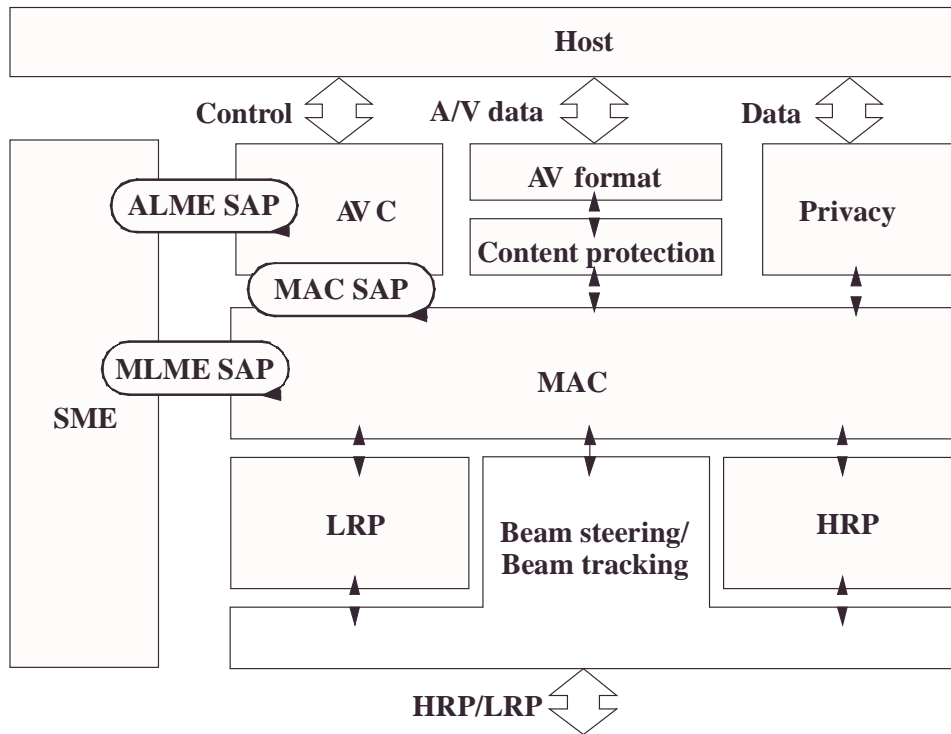 Host
Control
A/V data
Data
ALME SAP
AV C
AV format
Privacy
Content protection
MAC SAP
MLME SAP
MAC
SME
LRP
Beam steering/
Beam tracking
HRP
HRP/LRP